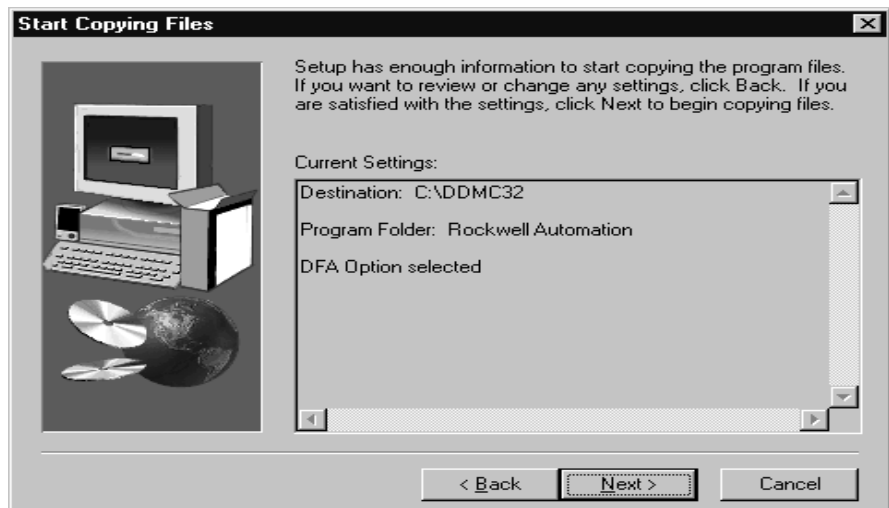 Start Copying Files
Setup has enough information to start copying the program files.
If you want to review or change any settings, click Back.  If you
are satisfied with the settings, click Next to begin copying files.
Current Settings:
Destination:  C:\DDMC32
Program Folder:  Rockwell Automation
DFA Option selected
< Back
Next >
Cancel